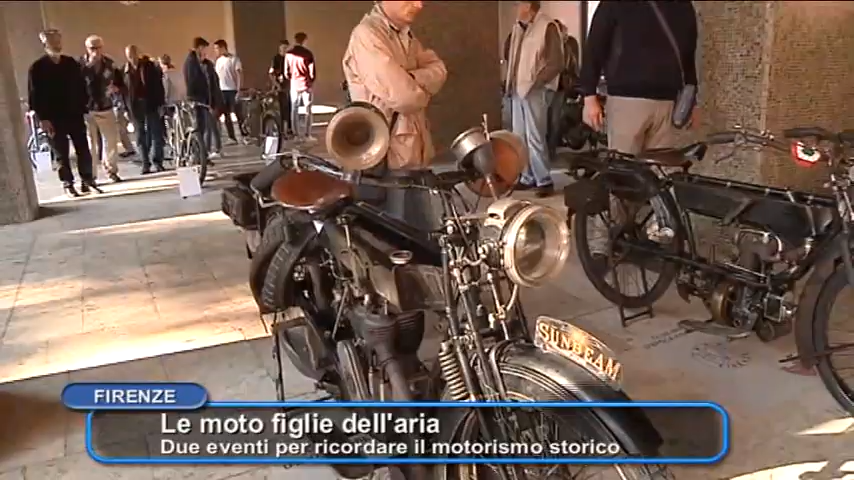 SUNBEAM
FIRENZE
Le moto figlie dell'aria
Due eventi per ricordare il motorismo storico